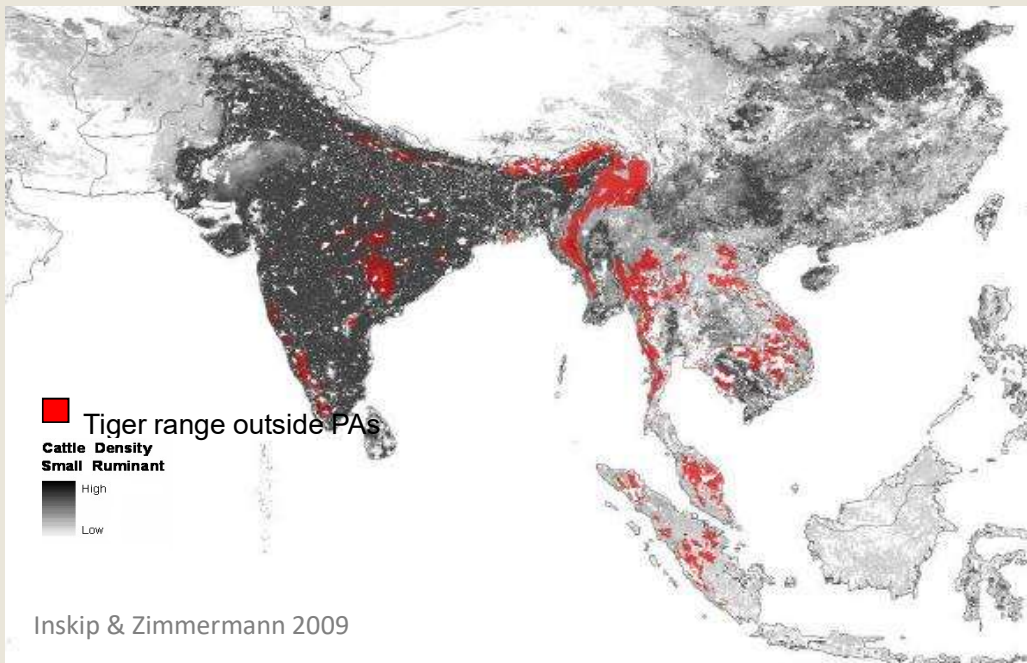 Tiger range outside PAs
Cattle Density
Small Ruminant
High
Low
Inskip & Zimmermann 2009